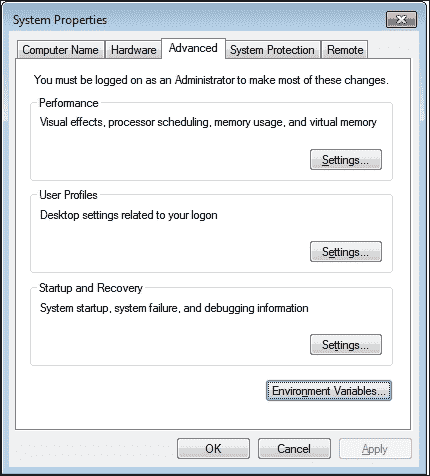 System Properties
Computer Name Hardware Advanced System Protection Remote
You must be logged on as an Administrator to make most of these changes.
Performance
Visual effects, processor scheduling, memory usage, and virtual memory
Settings...
User Profiles
Desktop settings related to your logon
Settings...
Startup and Recovery
System startup, system failure, and debugging information
Settings...
Environment Variables...
OK Cancel Apply